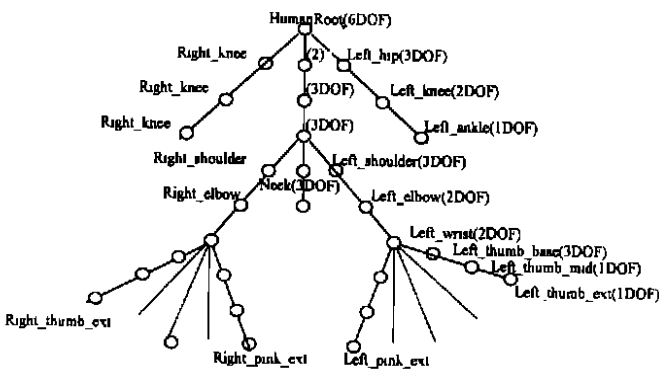 HumanRoot(6DOF)
Right_knee
(2)
Left_hip(3DOF)
Right_knee
(3DOF)
Left_knee(2DOF)
Right_knee
(3DOF)
Left_ankle(1DOF)
Right_shoulder
Left_shoulder(3DOF)
Right_elbow
Neck(3DOF)
Left_elbow(2DOF)
Left_wrist(2DOF)
Left_thumb_base(3DOF)
Left_thumb_mid(1DOF)
Left_thumb_ext(1DOF)
Right_thumb_ext
Right_pink_ext
Left_pink_ext